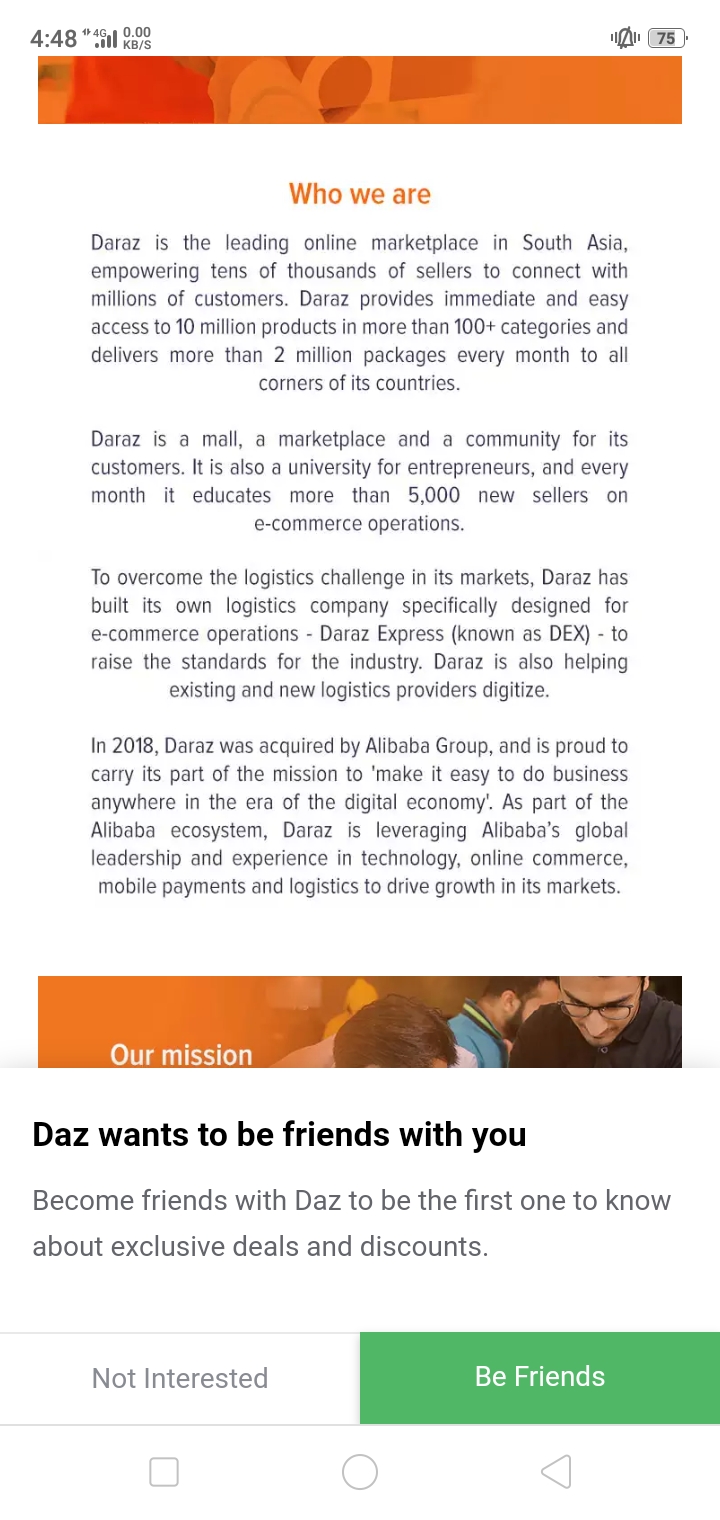 4:48 4G 0.00 KB/S 75
Who we are
Daraz is the leading online marketplace in South Asia,
empowering tens of thousands of sellers to connect with
millions of customers. Daraz provides immediate and easy
access to 10 million products in more than 100+ categories and
delivers more than 2 million packages every month to all
corners of its countries.
Daraz is a mall, a marketplace and a community for its
customers. It is also a university for entrepreneurs, and every
month it educates more than 5,000 new sellers on
e-commerce operations.
To overcome the logistics challenge in its markets, Daraz has
built its own logistics company specifically designed for
e-commerce operations - Daraz Express (known as DEX) - to
raise the standards for the industry. Daraz is also helping
existing and new logistics providers digitize.
In 2018, Daraz was acquired by Alibaba Group, and is proud to
carry its part of the mission to 'make it easy to do business
anywhere in the era of the digital economy'. As part of the
Alibaba ecosystem, Daraz is leveraging Alibaba’s global
leadership and experience in technology, online commerce,
mobile payments and logistics to drive growth in its markets.
Our mission
Daz wants to be friends with you
Become friends with Daz to be the first one to know
about exclusive deals and discounts.
Not Interested Be Friends